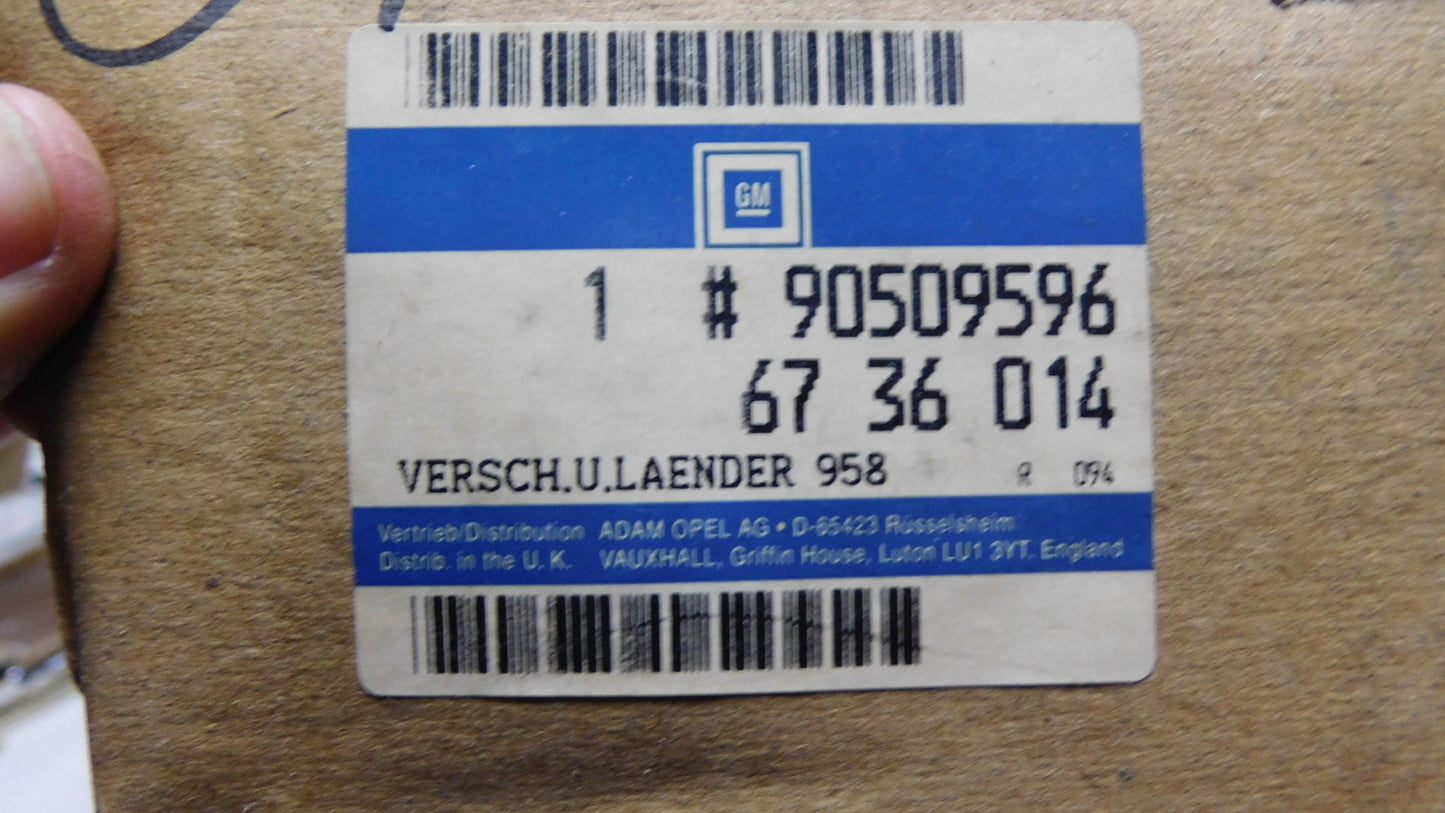 GM
1 # 90509596
67 36 014
VERSCH.U.LAENDER 958 R 094
Vertrieb/Distribution ADAM OPEL AG • D-65423 Rüsselsheim
Distrib. in the U. K. VAUXHALL, Griffin House, Luton LU1 3YT, England